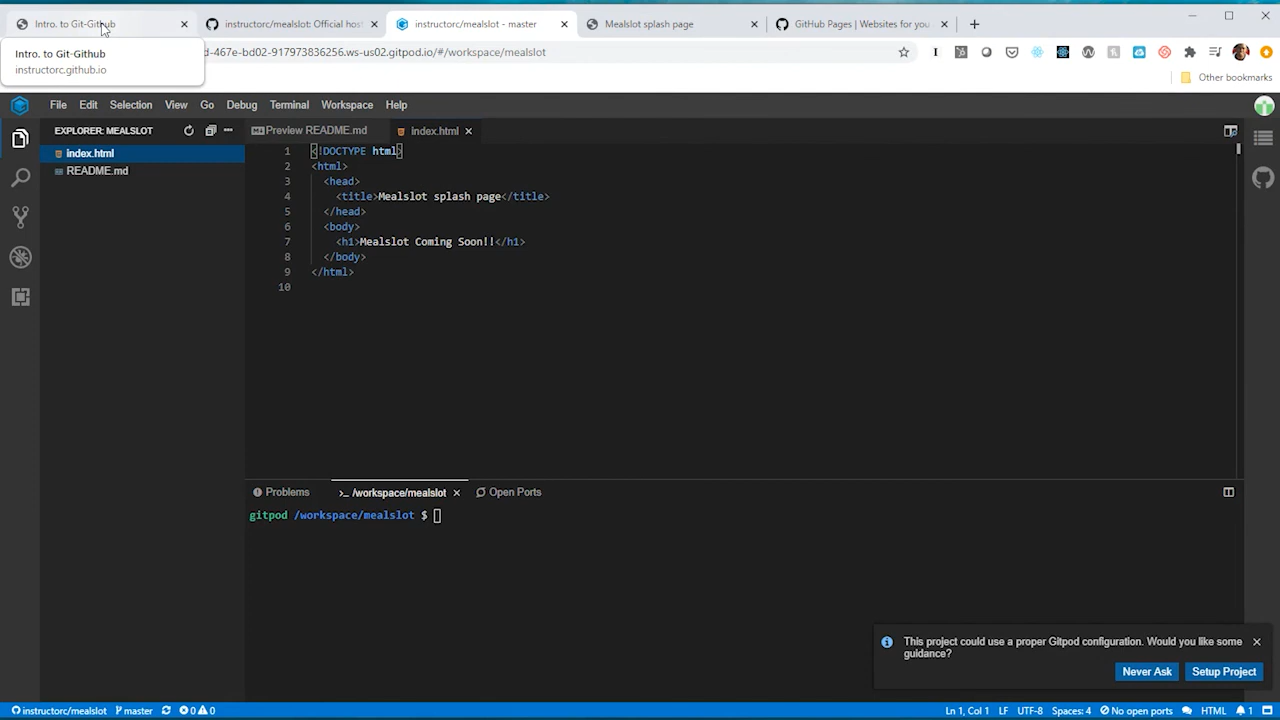 Intro. to Git-Github
instructorc/mealslot: Official host
instructorc/mealslot - master
Mealslot splash page
GitHub Pages | Websites for you
Intro. to Git-Github
instructorc.github.io
d-467e-bd02-917973836256.ws-us02.gitpod.io/#/workspace/mealslot
Other bookmarks
File Edit Selection View Go Debug Terminal Workspace Help
EXPLORER: MEALSLOT
Preview README.md
index.html
index.html
README.md
1 <!DOCTYPE html>
2 <html>
3 <head>
4 <title>Mealslot splash page</title>
5 </head>
6 <body>
7 <h1>Mealslot Coming Soon!!</h1>
8 </body>
9 </html>
10
Problems >_ /workspace/mealslot Open Ports
gitpod /workspace/mealslot $
This project could use a proper Gitpod configuration. Would you like some
guidance?
Never Ask Setup Project
instructorc/mealslot master 0 0 Ln 1, Col 1 LF UTF-8 Spaces: 4 No open ports HTML 1